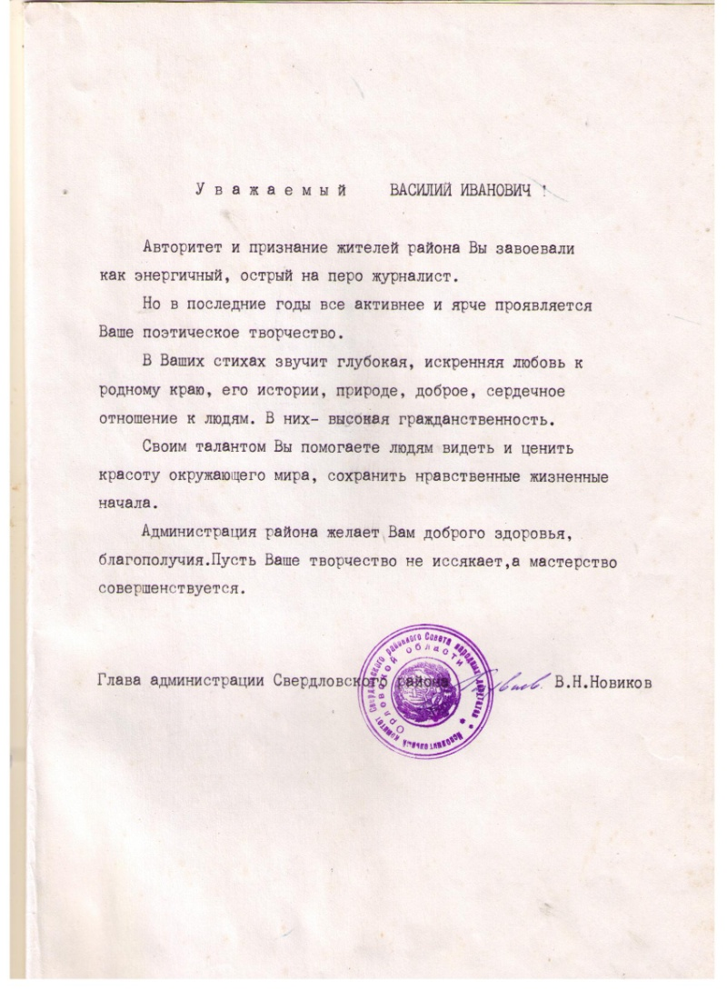 Уважаемый ВАСИЛИЙ ИВАНОВИЧ !
Авторитет и признание жителей района Вы завоевали
как энергичный, острый на перо журналист.
Но в последние годы все активнее и ярче проявляется
Ваше поэтическое творчество.
В Ваших стихах звучит глубокая, искренняя любовь к
родному краю, его истории, природе, доброе, сердечное
отношение к людям. В них- высокая гражданственность.
Своим талантом Вы помогаете людям видеть и ценить
красоту окружающего мира, сохранить нравственные жизненные
начала.
Администрация района желает Вам доброго здоровья,
благополучия.Пусть Ваше творчество не иссякает,а мастерство
совершенствуется.
Глава администрации Свердловского района В.Н.Новиков
Исполнительный комитет Свердловского районного Совета народных депутатов
Орловской области